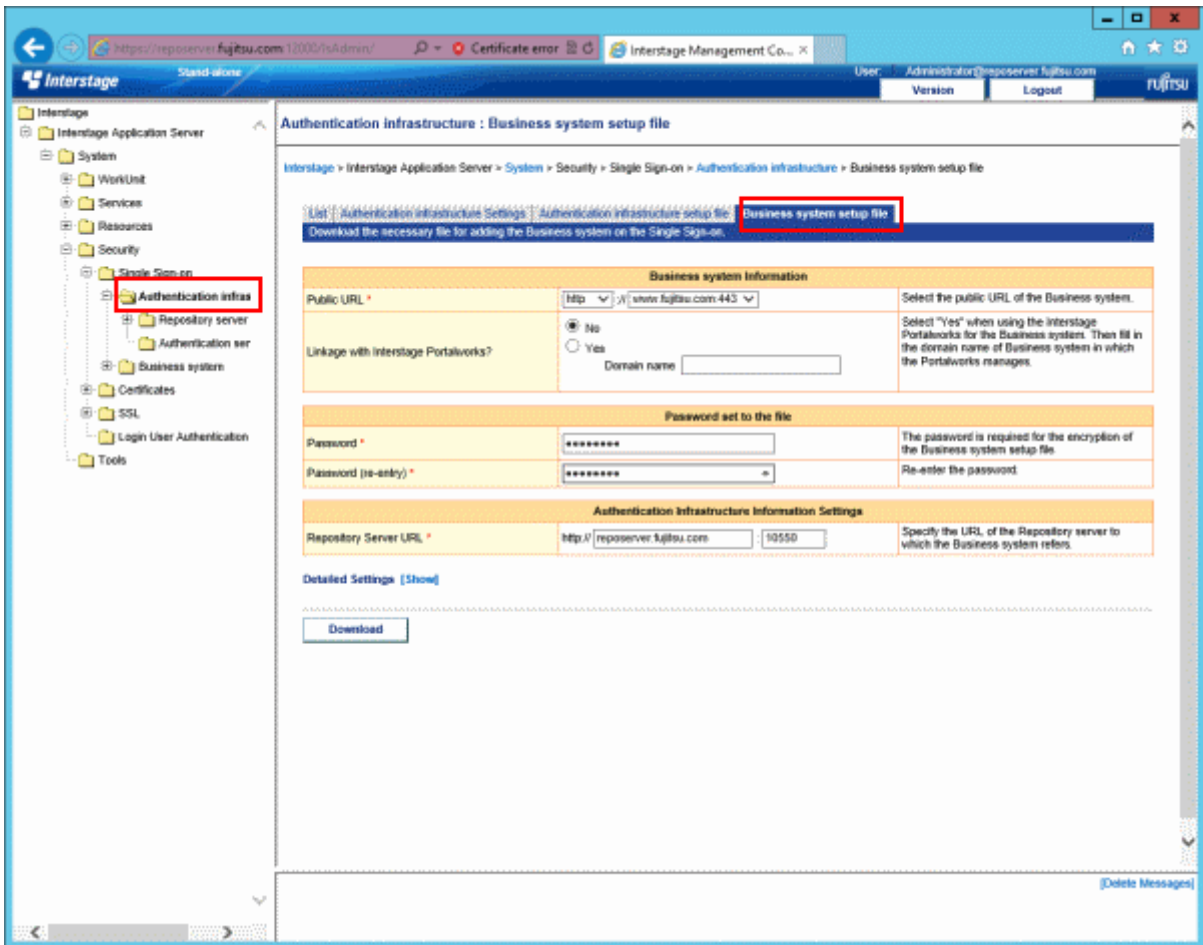 https://reposerver.fujitsu.com:12000/IsAdmin/
Certificate error
Interstage Management Co...
Interstage
Stand-alone
User: Administrator@reposerver.fujitsu.com
Version
Logout
FUJITSU
Interstage
Interstage Application Server
System
WorkUnit
Services
Resources
Security
Single Sign-on
Authentication infras
Repository server
Authentication ser
Business system
Certificates
SSL
Login User Authentication
Tools
Authentication infrastructure : Business system setup file
Interstage > Interstage Application Server > System > Security > Single Sign-on > Authentication infrastructure > Business system setup file
List Authentication infrastructure Settings Authentication infrastructure setup file Business system setup file
Download the necessary file for adding the Business system on the Single Sign-on.
Business system Information
Public URL * http :// www.fujitsu.com:443 Select the public URL of the Business system.
Linkage with Interstage Portalworks?
No
Yes
Domain name
Select "Yes" when using the Interstage
Portalworks for the Business system. Then fill in
the domain name of Business system in which
the Portalworks manages.
Password set to the file
Password *
The password is required for the encryption of
the Business system setup file
Password (re-entry) * Re-enter the password.
Authentication Infrastructure Information Settings
Repository Server URL * http:// reposerver.fujitsu.com : 10550
Specify the URL of the Repository server to
which the Business system refers.
Detailed Settings [Show]
Download
[Delete Messages]